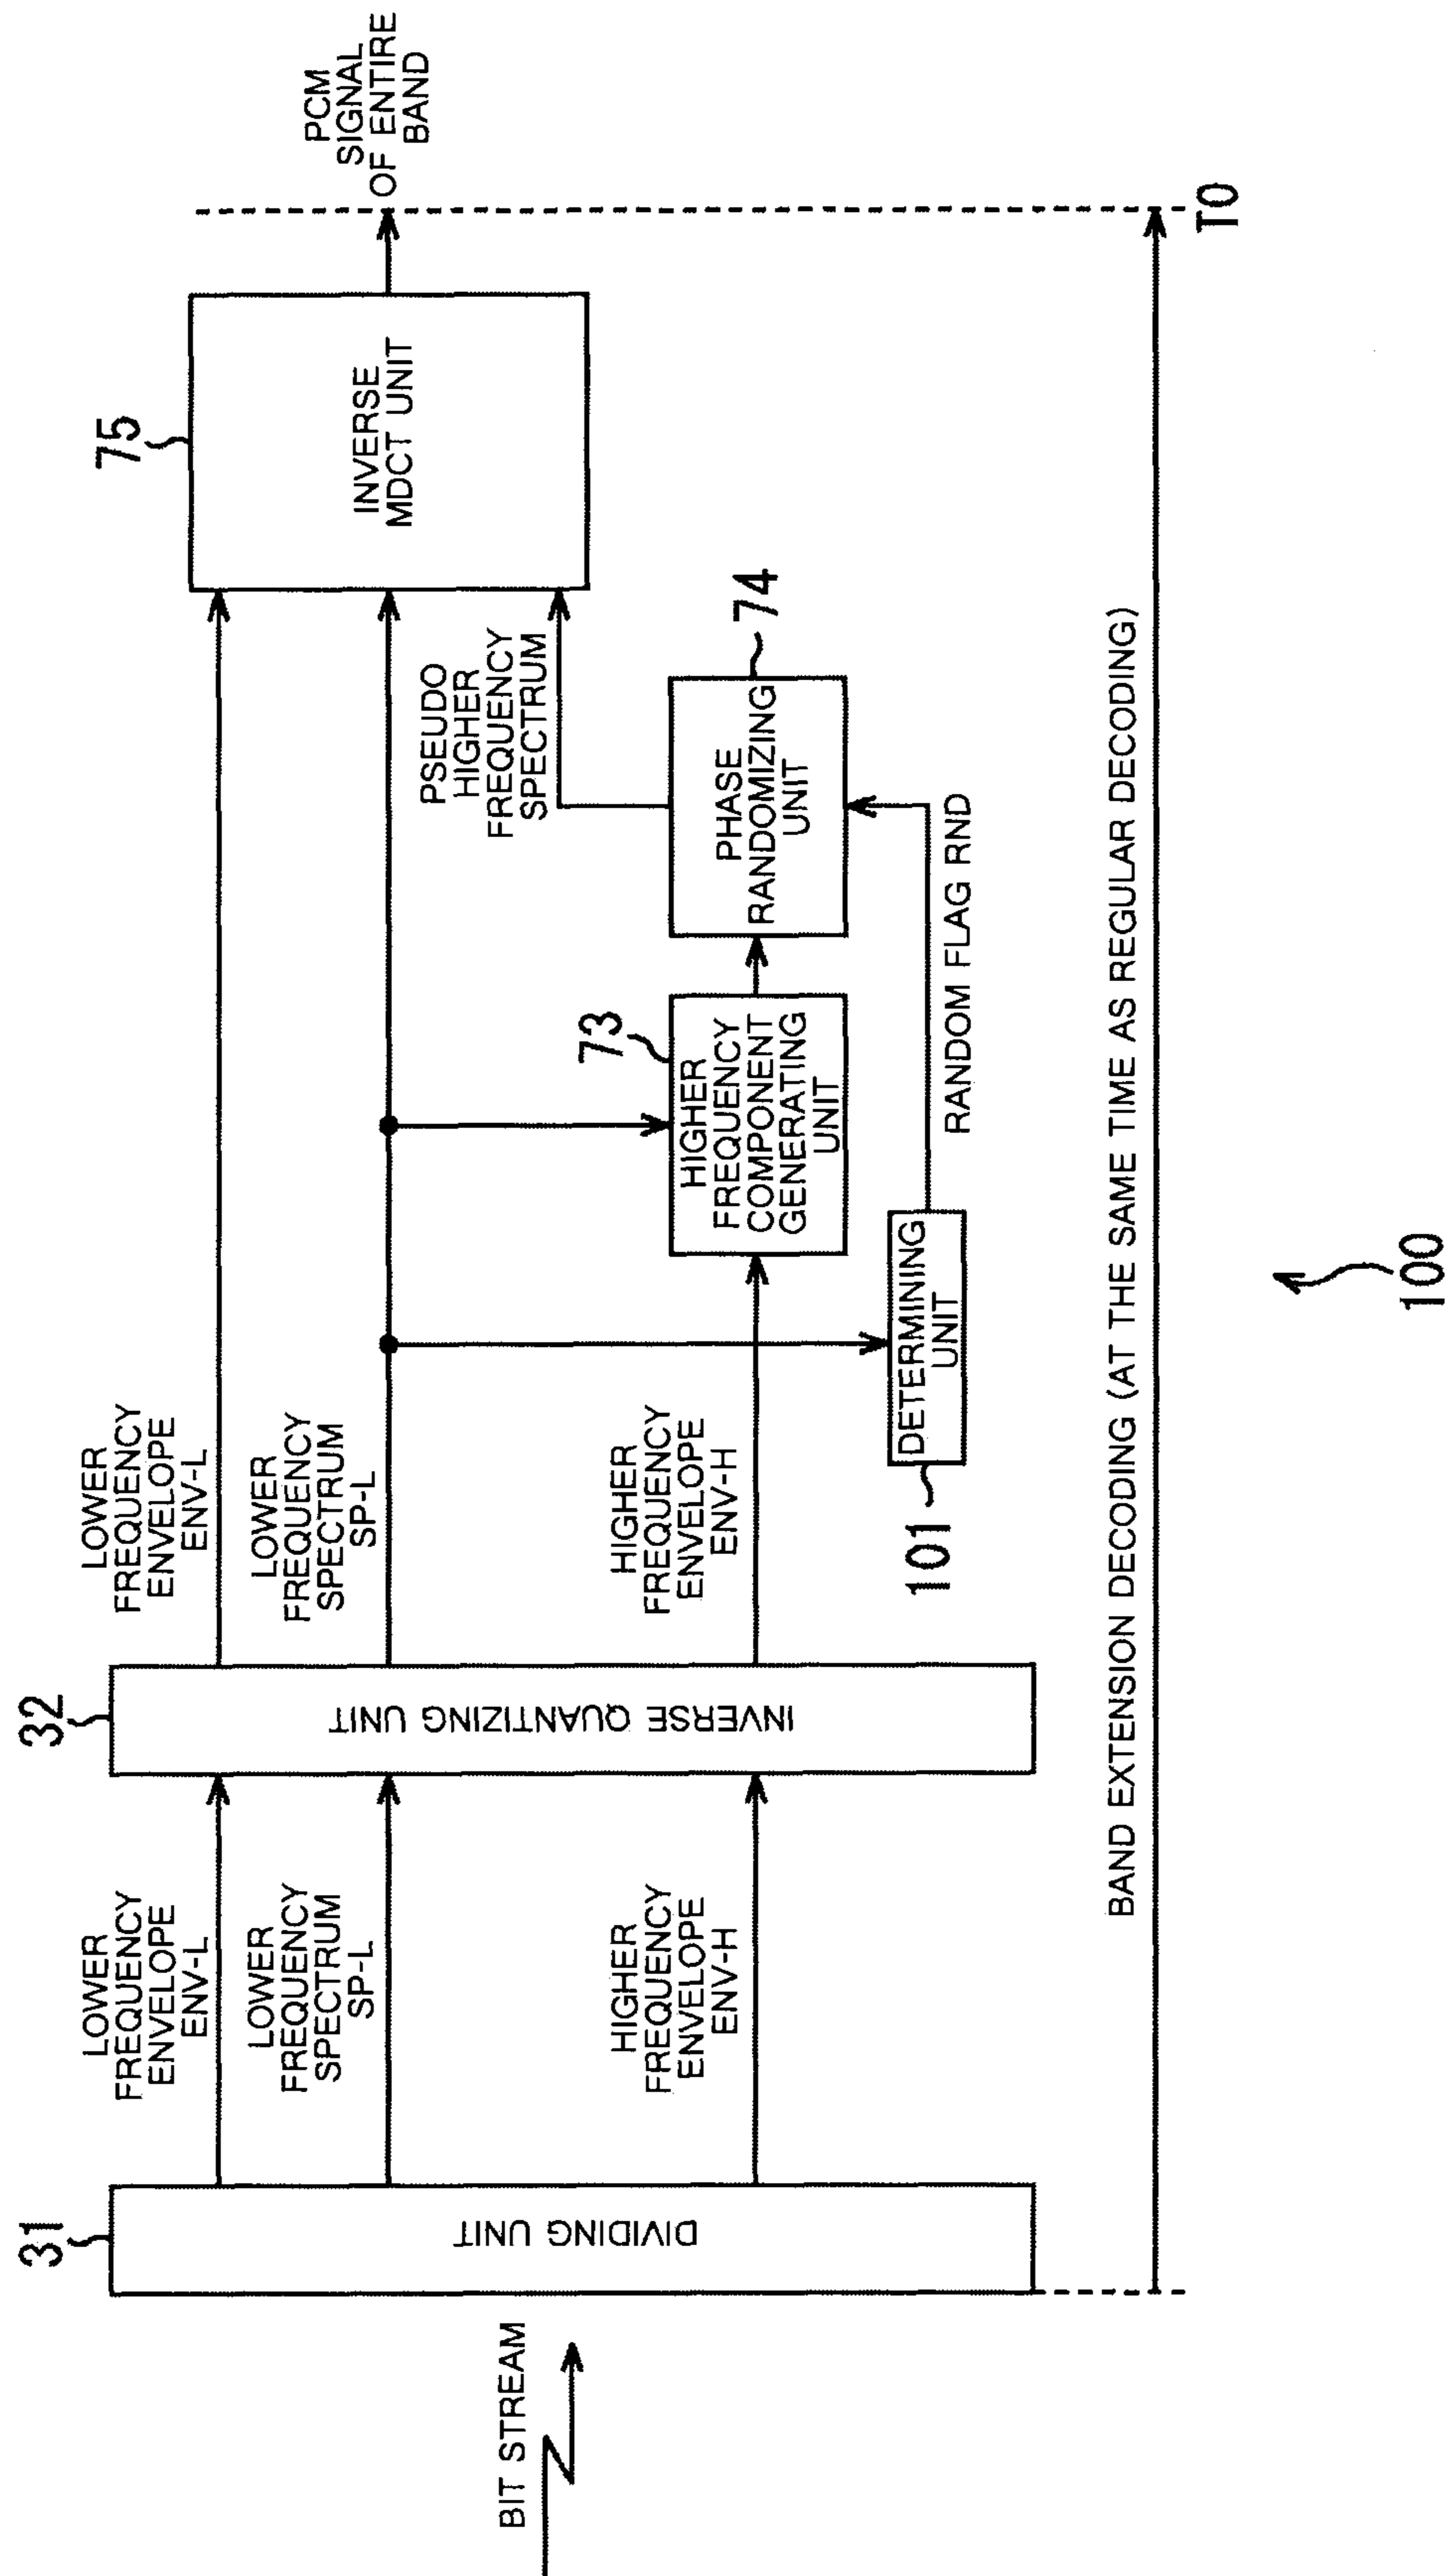 BIT STREAM
31
DIVIDING UNIT
LOWER
FREQUENCY
ENVELOPE
ENV-L
LOWER
FREQUENCY
SPECTRUM
SP-L
HIGHER
FREQUENCY
ENVELOPE
ENV-H
32
INVERSE QUANTIZING UNIT
LOWER
FREQUENCY
ENVELOPE
ENV-L
LOWER
FREQUENCY
SPECTRUM
SP-L
HIGHER
FREQUENCY
ENVELOPE
ENV-H
101
DETERMINING
UNIT
RANDOM FLAG RND
73
HIGHER
FREQUENCY
COMPONENT
GENERATING
UNIT
74
PHASE
RANDOMIZING
UNIT
PSEUDO
HIGHER
FREQUENCY
SPECTRUM
75
INVERSE
MDCT UNIT
PCM
SIGNAL
OF ENTIRE
BAND
BAND EXTENSION DECODING (AT THE SAME TIME AS REGULAR DECODING)
T0
100